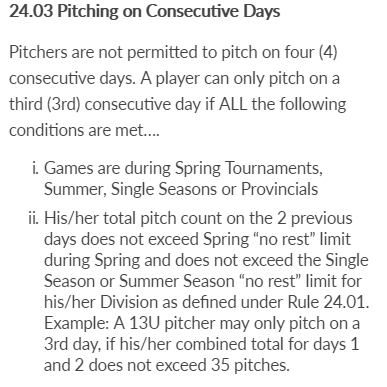 24.03 Pitching on Consecutive Days
Pitchers are not permitted to pitch on four (4)
consecutive days. A player can only pitch on a
third (3rd) consecutive day if ALL the following
conditions are met….
i. Games are during Spring Tournaments,
Summer, Single Seasons or Provincials
ii. His/her total pitch count on the 2 previous
days does not exceed Spring “no rest” limit
during Spring and does not exceed the Single
Season or Summer Season “no rest” limit for
his/her Division as defined under Rule 24.01.
Example: A 13U pitcher may only pitch on a
3rd day, if his/her combined total for days 1
and 2 does not exceed 35 pitches.